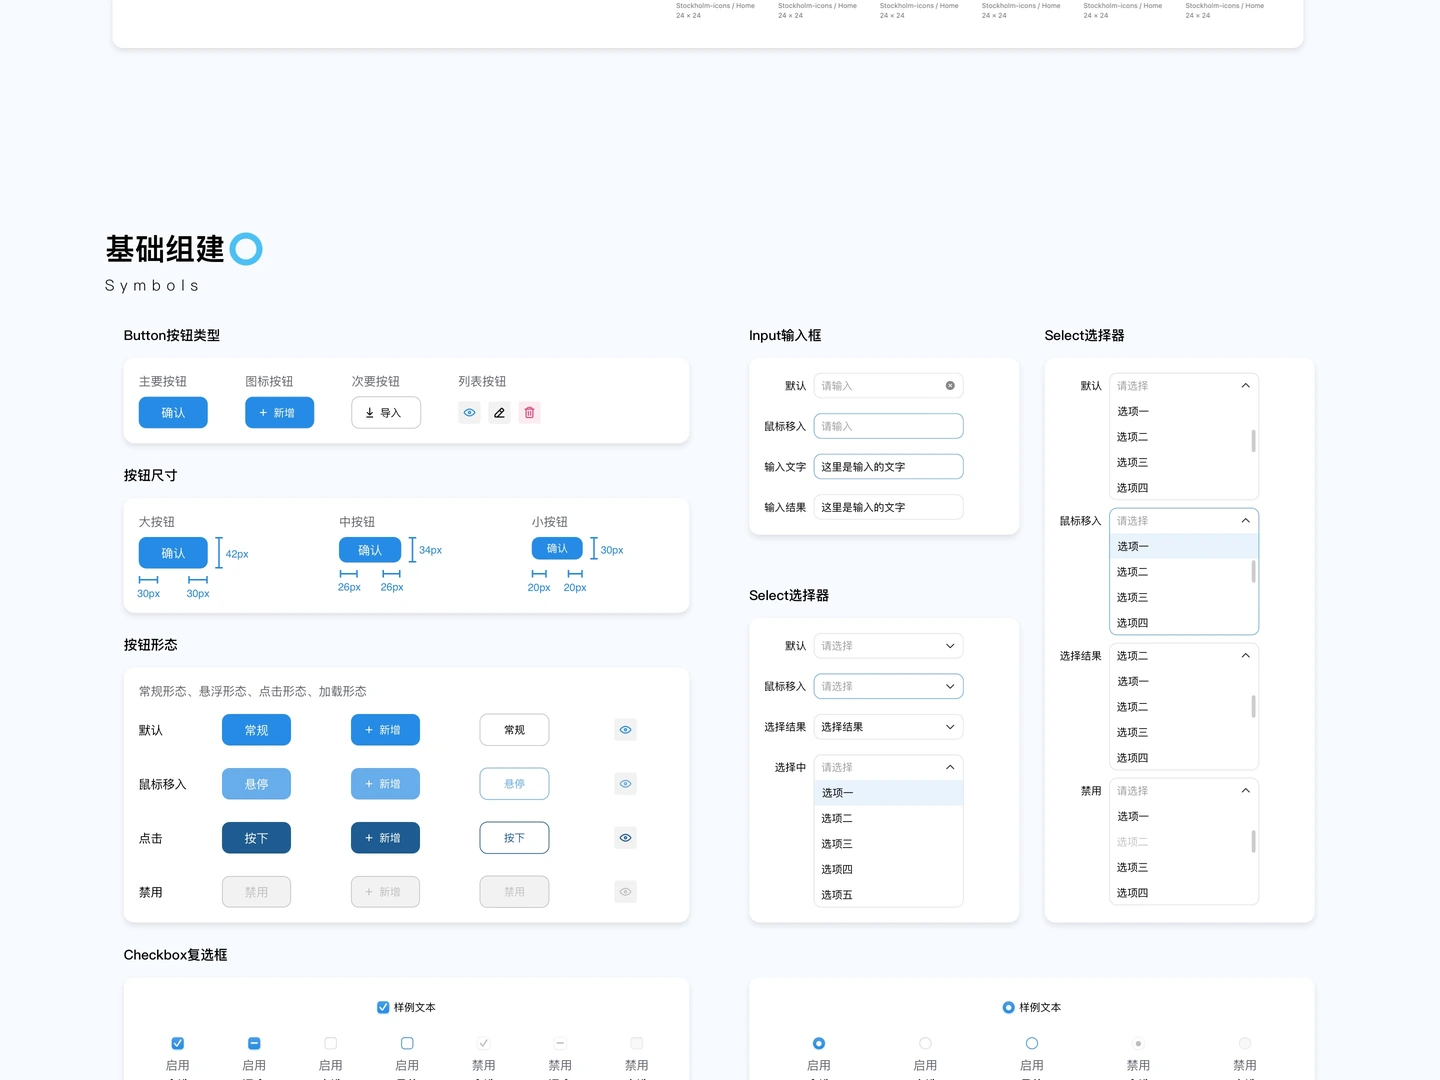 Stockholm-icons / Home
24 × 24
Stockholm-icons / Home
24 × 24
Stockholm-icons / Home
24 × 24
Stockholm-icons / Home
24 × 24
Stockholm-icons / Home
24 × 24
Stockholm-icons / Home
24 × 24
基础组建
Symbols
Button按钮类型
主要按钮 图标按钮 次要按钮 列表按钮
确认 + 新增 导入
按钮尺寸
大按钮 中按钮 小按钮
确认 42px 确认 34px 确认 30px
30px 30px 26px 26px 20px 20px
按钮形态
常规形态、悬浮形态、点击形态、加载形态
默认 常规 + 新增 常规
鼠标移入 悬停 + 新增 悬停
点击 按下 + 新增 按下
禁用 禁用 + 新增 禁用
Input输入框
默认 请输入
鼠标移入 请输入
输入文字 这里是输入的文字
输入结果 这里是输入的文字
Select选择器
默认 请选择
鼠标移入 请选择
选择结果 选择结果
选择中 请选择
选项一
选项二
选项三
选项四
选项五
Select选择器
默认 请选择
选项一
选项二
选项三
选项四
鼠标移入 请选择
选项一
选项二
选项三
选项四
选择结果 选项二
选项一
选项二
选项三
选项四
禁用 请选择
选项一
选项二
选项三
选项四
Checkbox复选框
样例文本
启用 启用 启用 启用 禁用 禁用 禁用
样例文本
启用 启用 启用 禁用 禁用